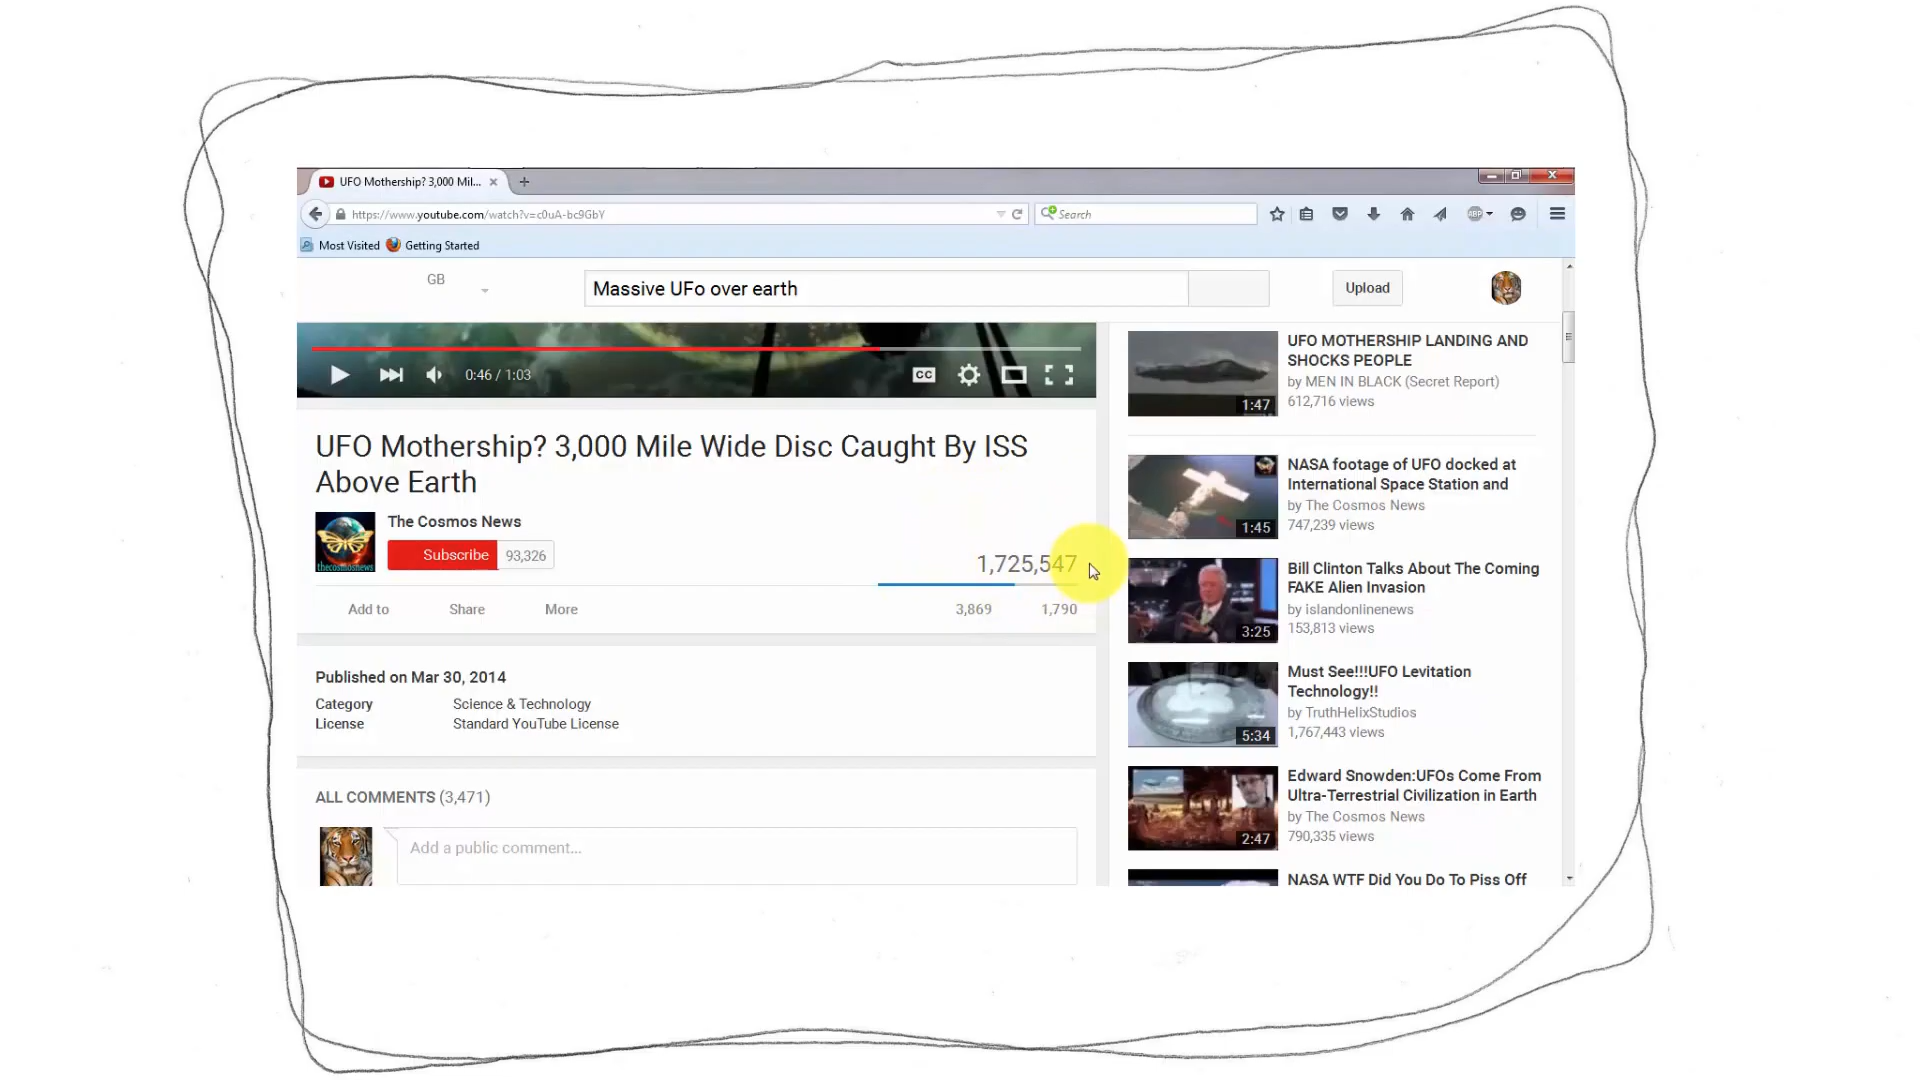 UFO Mothership? 3,000 Mil...
https://www.youtube.com/watch?v=c0uA-bc9GbY
Search
ABP
Most Visited
Getting Started
GB
Massive UFo over earth
Upload
0:46 / 1:03
CC
UFO Mothership? 3,000 Mile Wide Disc Caught By ISS
Above Earth
The Cosmos News
thecosmosnews
Subscribe
93,326
1,725,547
Add to
Share
More
3,869
1,790
Published on Mar 30, 2014
Category Science & Technology
License Standard YouTube License
ALL COMMENTS (3,471)
Add a public comment...
1:47
UFO MOTHERSHIP LANDING AND
SHOCKS PEOPLE
by MEN IN BLACK (Secret Report)
612,716 views
1:45
NASA footage of UFO docked at
International Space Station and
by The Cosmos News
747,239 views
3:25
Bill Clinton Talks About The Coming
FAKE Alien Invasion
by islandonlinenews
153,813 views
5:34
Must See!!!UFO Levitation
Technology!!
by TruthHelixStudios
1,767,443 views
2:47
Edward Snowden:UFOs Come From
Ultra-Terrestrial Civilization in Earth
by The Cosmos News
790,335 views
NASA WTF Did You Do To Piss Off